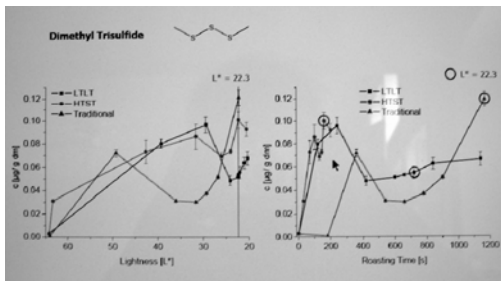 Dimethyl Trisulfide
S
S
S
L* = 22.3
L* = 22.3
LTLT
HTST
Traditional
LTLT
HTST
Traditional
c [µg/ g dm]
0.12
0.10
0.08
0.06
0.04
0.02
0.00
60 50 40 30 20
Lightness [L*]
c [µg/ g dm]
0.12
0.10
0.08
0.06
0.04
0.02
0.00
0 200 400 600 800 1000 1200
Roasting Time [s]